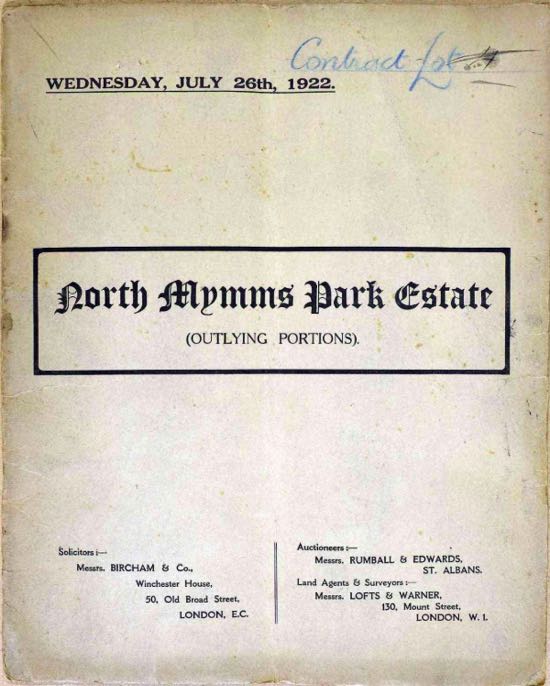 Contract Lot
WEDNESDAY, JULY 26th, 1922.
North Mymms Park Estate
(OUTLYING PORTIONS).
Solicitors :—
Messrs. BIRCHAM & Co.,
Winchester House,
50, Old Broad Street,
LONDON, E.C.
Auctioneers :—
Messrs. RUMBALL & EDWARDS,
ST. ALBANS.
Land Agents & Surveyors :—
Messrs. LOFTS & WARNER,
130, Mount Street,
LONDON, W. 1.